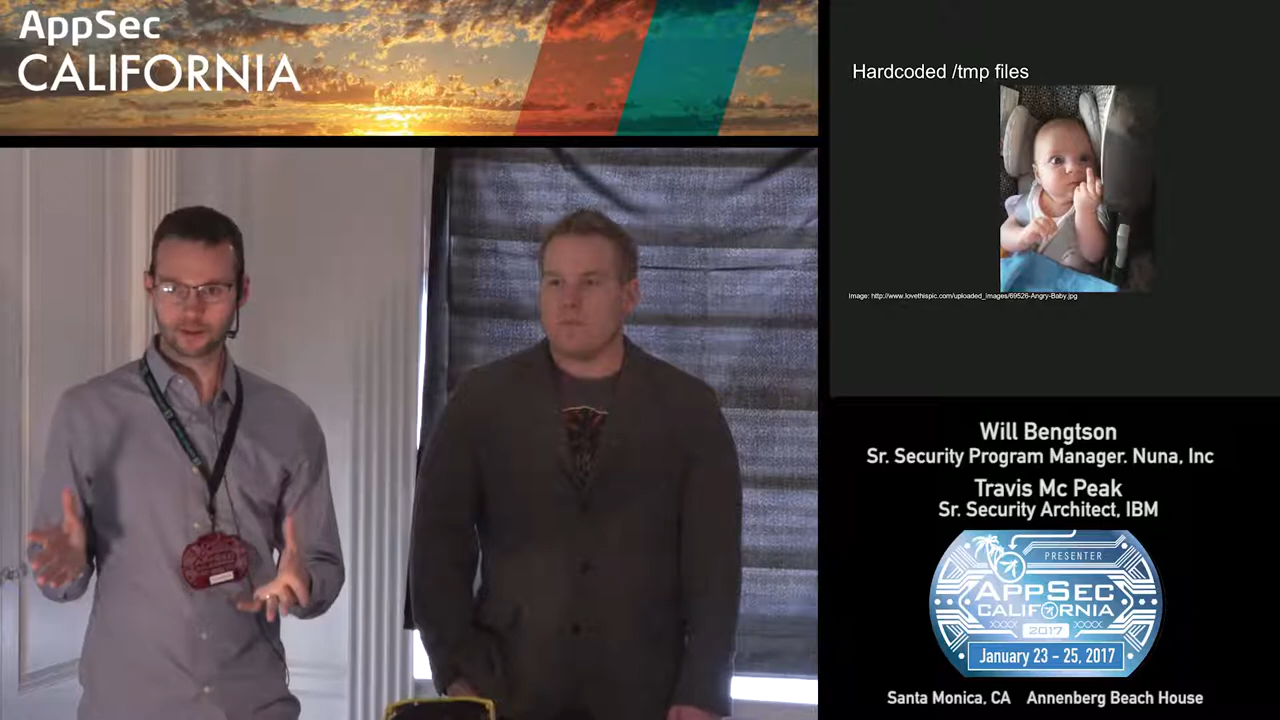 AppSec
CALIFORNIA
Hardcoded /tmp files
Image: http://www.lovethispic.com/uploaded_images/69526-Angry-Baby.jpg
Will Bengtson
Sr. Security Program Manager. Nuna, Inc
Travis Mc Peak
Sr. Security Architect, IBM
PRESENTER
APPSEC
CALIFORNIA
XXXX 2017 XXXX
January 23 - 25, 2017
Santa Monica, CA Annenberg Beach House